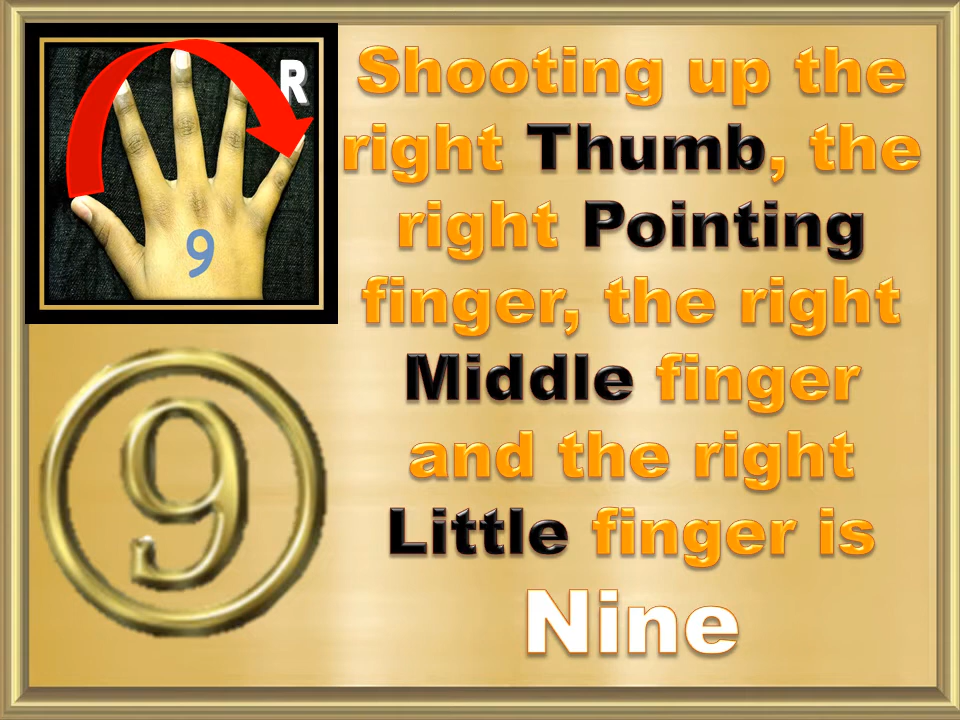 R
9
9
Shooting up the
right Thumb, the
right Pointing
finger, the right
Middle finger
and the right
Little finger is
Nine